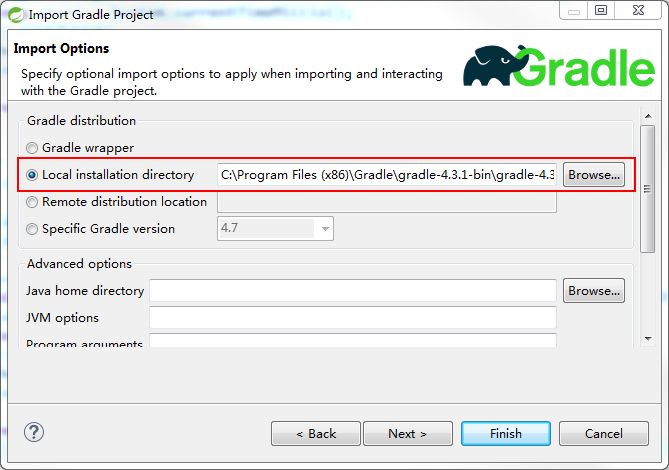 Import Gradle Project
Import Options
Specify optional import options to apply when importing and interacting
with the Gradle project.
Gradle
Gradle distribution
Gradle wrapper
Local installation directory C:\Program Files (x86)\Gradle\gradle-4.3.1-bin\gradle-4.3 Browse...
Remote distribution location
Specific Gradle version 4.7
Advanced options
Java home directory Browse...
JVM options
Program arguments
? < Back Next > Finish Cancel